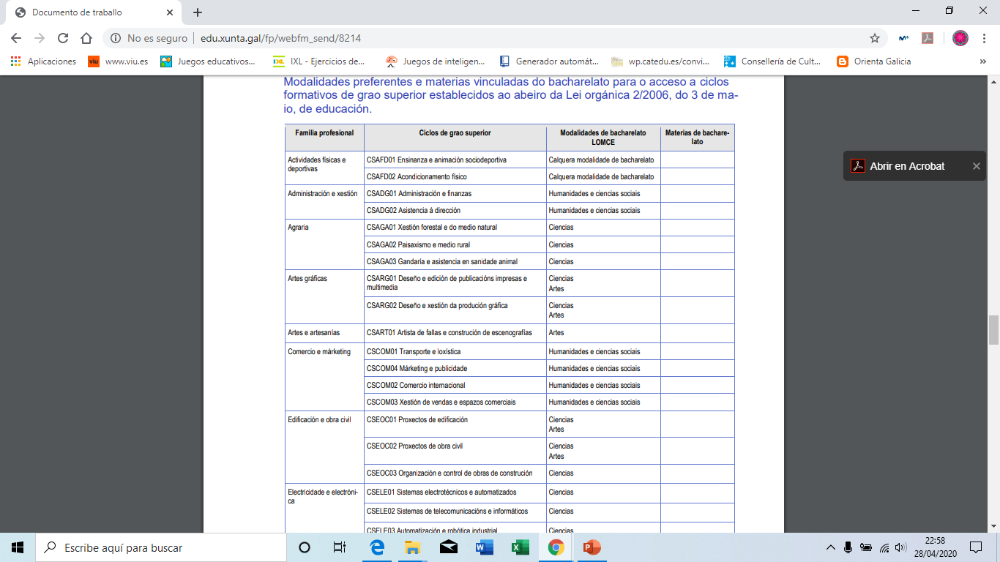 Documento de traballo
No es seguro
edu.xunta.gal/fp/webfm_send/8214
Aplicaciones
viu
www.viu.es
Juegos educativos...
IXL
IXL - Ejercicios de...
Juegos de inteligen...
Generador automát...
wp.catedu.es/convi...
Consellería de Cult...
Orienta Galicia
»
Modalidades preferentes e materias vinculadas do bacharelato para o acceso a ciclos
formativos de grao superior establecidos ao abeiro da Lei orgánica 2/2006, do 3 de ma-
io, de educación.
Familia profesional
Ciclos de grao superior
Modalidades de bacharelato
LOMCE
Materias de bachare-
lato
Actividades físicas e
deportivas
CSAFD01 Ensinanza e animación sociodeportiva
Calquera modalidade de bacharelato
CSAFD02 Acondicionamento físico
Calquera modalidade de bacharelato
Administración e xestión
CSADG01 Administración e finanzas
Humanidades e ciencias sociais
CSADG02 Asistencia á dirección
Humanidades e ciencias sociais
Agraria
CSAGA01 Xestión forestal e do medio natural
Ciencias
CSAGA02 Paisaxismo e medio rural
Ciencias
CSAGA03 Gandaría e asistencia en sanidade animal
Ciencias
Artes gráficas
CSARG01 Deseño e edición de publicacións impresas e
multimedia
Ciencias
Artes
CSARG02 Deseño e xestión da produción gráfica
Ciencias
Artes
Artes e artesanías
CSART01 Artista de fallas e construción de escenografías
Artes
Comercio e márketing
CSCOM01 Transporte e loxística
Humanidades e ciencias sociais
CSCOM04 Márketing e publicidade
Humanidades e ciencias sociais
CSCOM02 Comercio internacional
Humanidades e ciencias sociais
CSCOM03 Xestión de vendas e espazos comerciais
Humanidades e ciencias sociais
Edificación e obra civil
CSEOC01 Proxectos de edificación
Ciencias
Artes
CSEOC02 Proxectos de obra civil
Ciencias
Artes
CSEOC03 Organización e control de obras de construción
Ciencias
Electricidade e electróni-
ca
CSELE01 Sistemas electrotécnicos e automatizados
Ciencias
CSELE02 Sistemas de telecomunicacións e informáticos
Ciencias
CSELE03 Automatización e robótica industrial
Ciencias
Abrir en Acrobat
Escribe aquí para buscar
22:58
28/04/2020